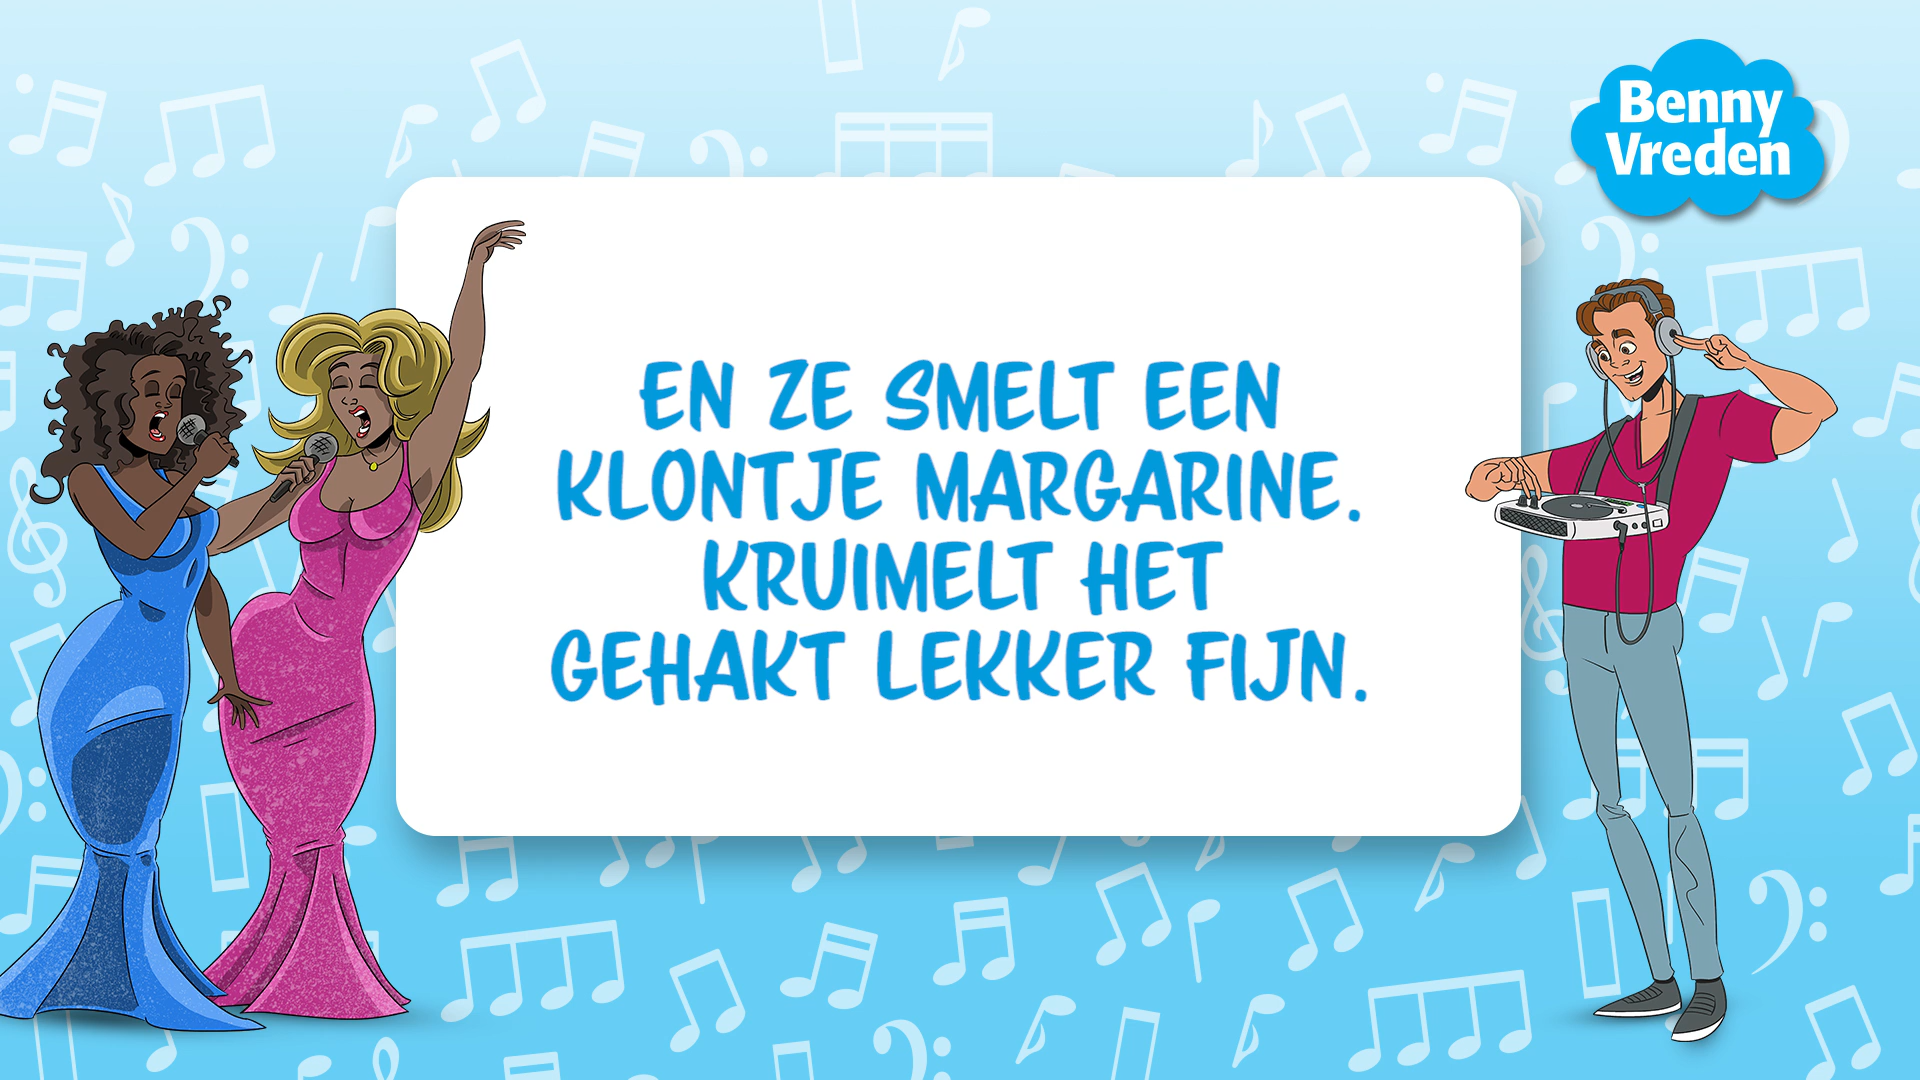 Benny
Vreden
EN ZE SMELT EEN
KLONTJE MARGARINE.
KRUIMELT HET
GEHAKT LEKKER FIJN.